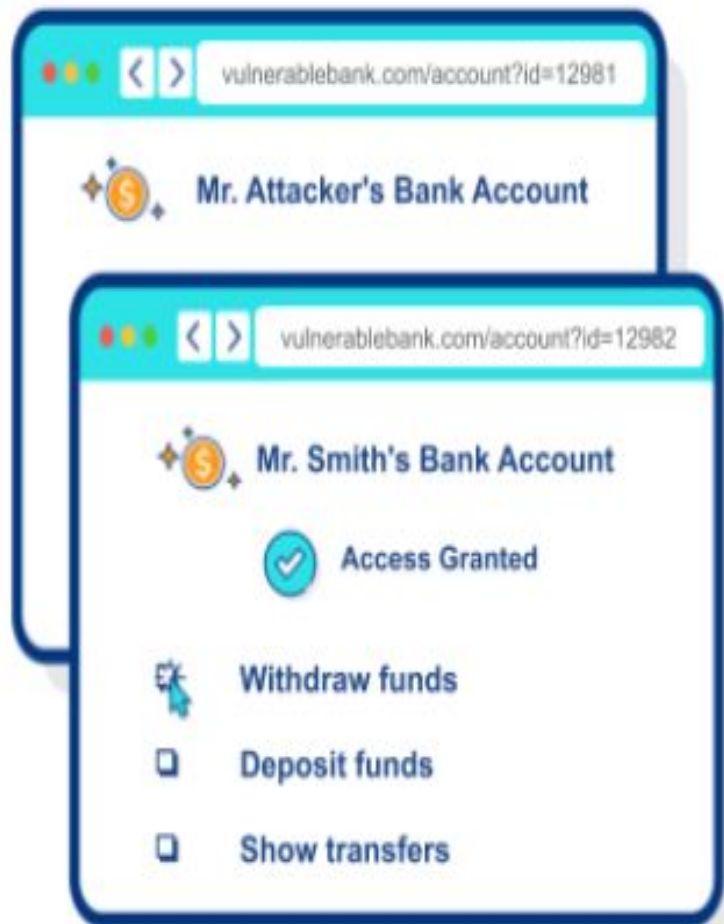 vulnerablebank.com/account?id=12981
$ Mr. Attacker's Bank Account
vulnerablebank.com/account?id=12982
$ Mr. Smith's Bank Account
Access Granted
Withdraw funds
Deposit funds
Show transfers